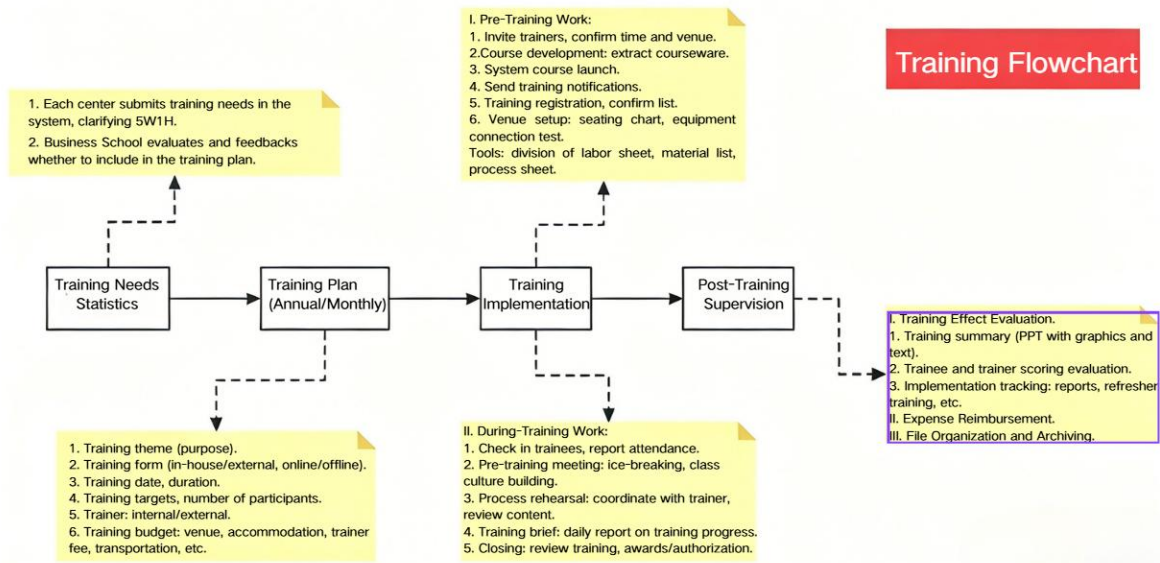 Training Flowchart
1. Each center submits training needs in the
system, clarifying 5W1H.
2. Business School evaluates and feedbacks
whether to include in the training plan.
I. Pre-Training Work:
1. Invite trainers, confirm time and venue.
2.Course development: extract courseware.
3. System course launch.
4. Send training notifications.
5. Training registration, confirm list.
6. Venue setup: seating chart, equipment
connection test.
Tools: division of labor sheet, material list,
process sheet.
Training Needs
Statistics
Training Plan
(Annual/Monthly)
Training
Implementation
Post-Training
Supervision
1. Training theme (purpose).
2. Training form (in-house/external, online/offline).
3. Training date, duration.
4. Training targets, number of participants.
5. Trainer: internal/external.
6. Training budget: venue, accommodation, trainer
fee, transportation, etc.
II. During-Training Work:
1. Check in trainees, report attendance.
2. Pre-training meeting: ice-breaking, class
culture building.
3. Process rehearsal: coordinate with trainer,
review content.
4. Training brief: daily report on training progress.
5. Closing: review training, awards/authorization.
I. Training Effect Evaluation.
1. Training summary (PPT with graphics and
text).
2. Trainee and trainer scoring evaluation.
3. Implementation tracking: reports, refresher
training, etc.
II. Expense Reimbursement.
III. File Organization and Archiving.